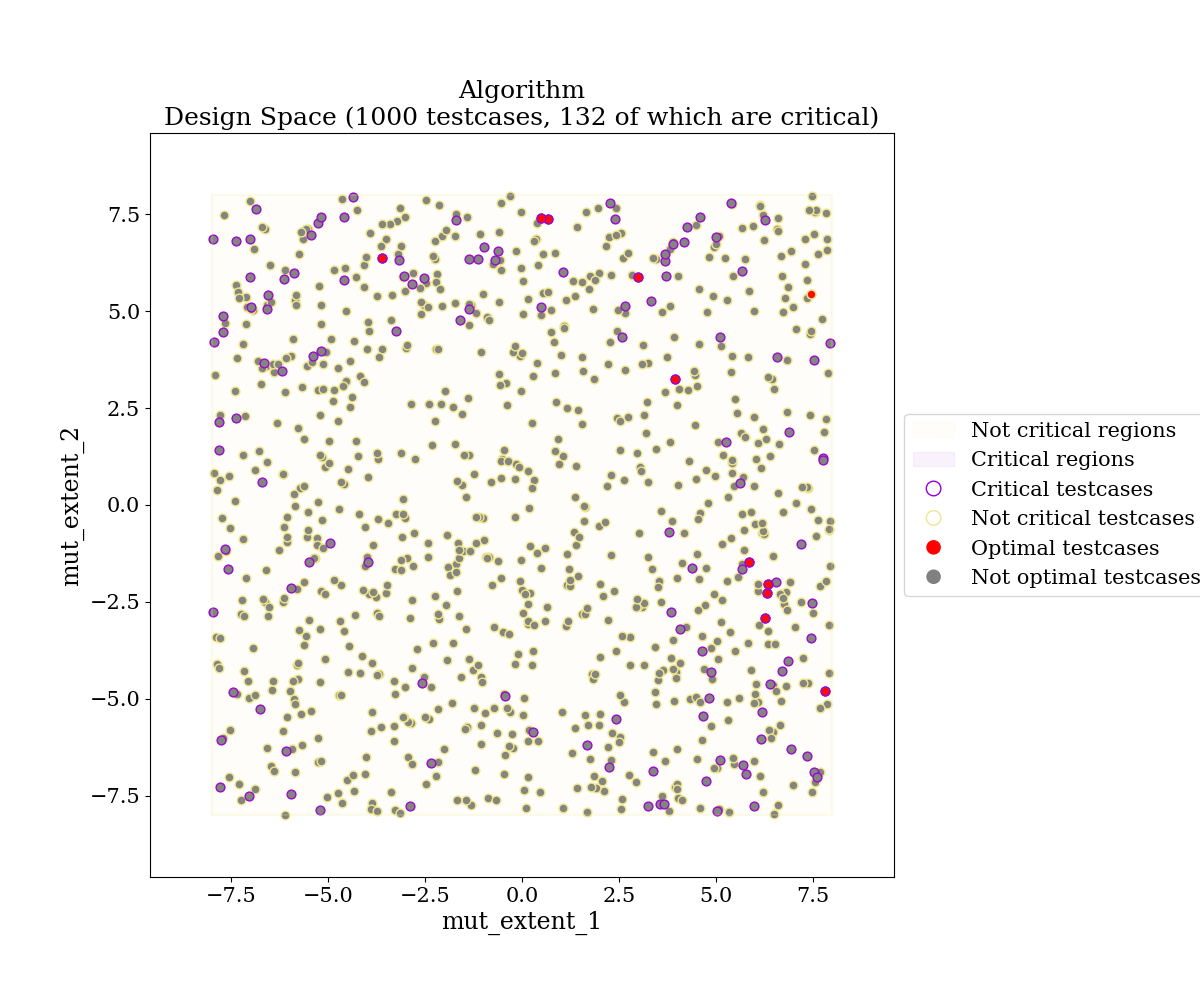 Algorithm
Design Space (1000 testcases, 132 of which are critical)
7.5
5.0
2.5
0.0
−2.5
−5.0
−7.5
mut_extent_2
−7.5
−5.0
−2.5
0.0
2.5
5.0
7.5
mut_extent_1
Not critical regions
Critical regions
Critical testcases
Not critical testcases
Optimal testcases
Not optimal testcases